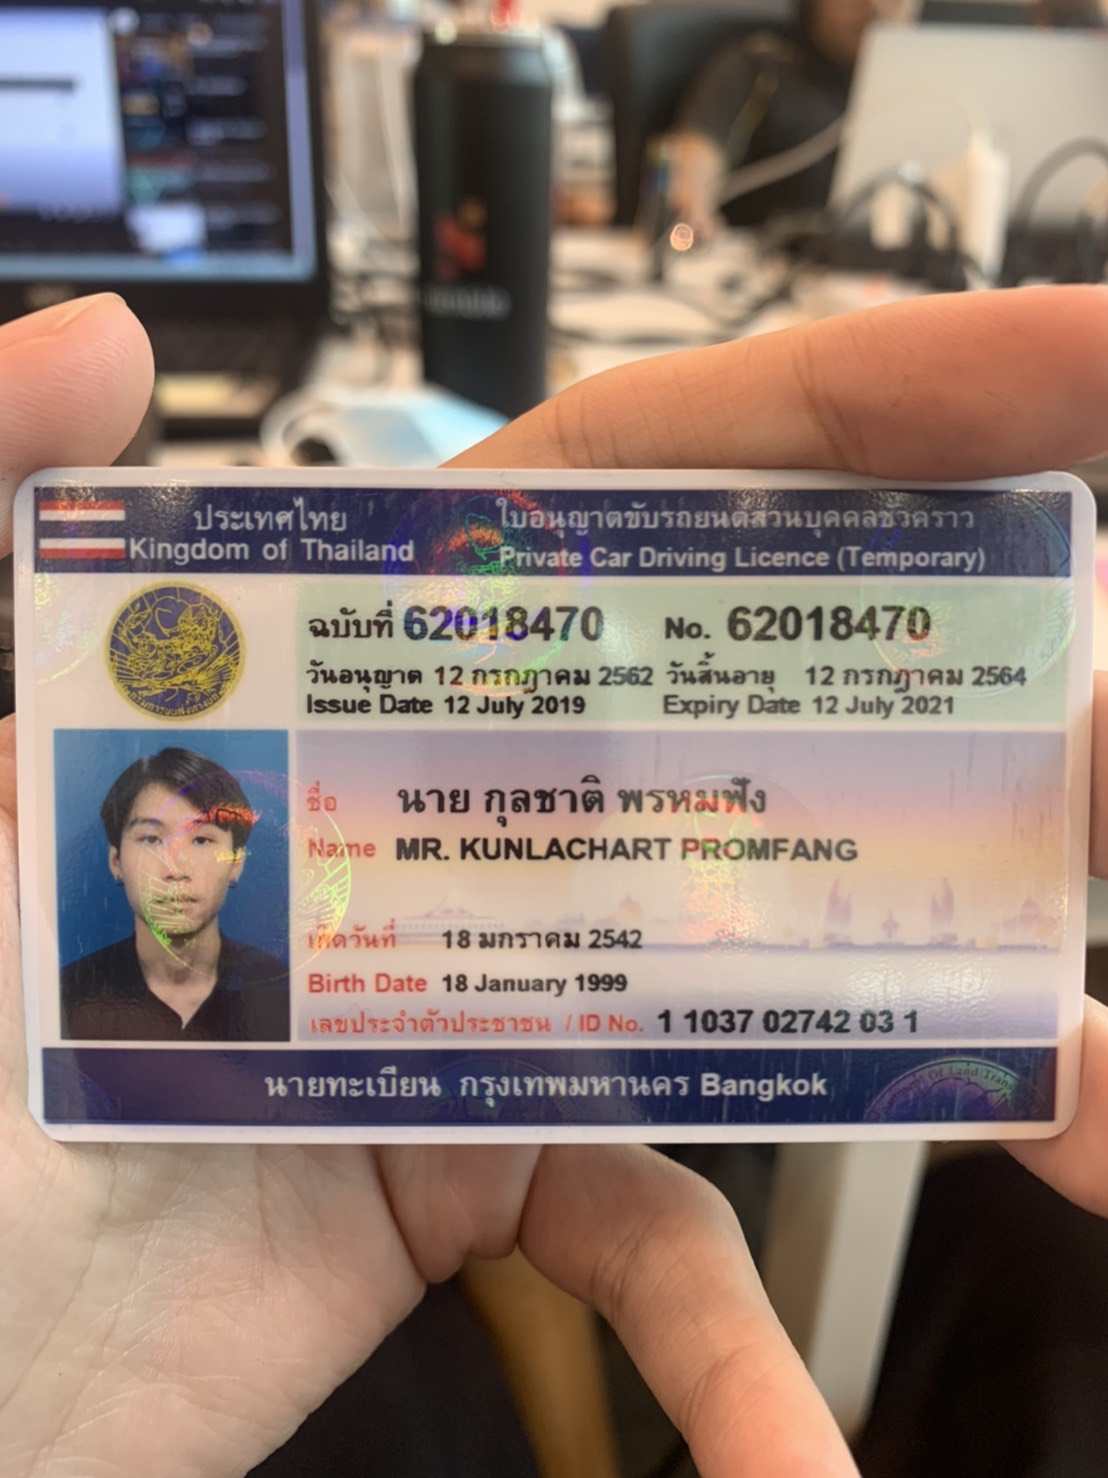 ประเทศไทย
Kingdom of Thailand
ใบอนุญาตขับรถยนต์ส่วนบุคคลชั่วคราว
Private Car Driving Licence (Temporary)
ฉบับที่ 62018470 No. 62018470
วันอนุญาต 12 กรกฎาคม 2562 วันสิ้นอายุ 12 กรกฎาคม 2564
Issue Date 12 July 2019 Expiry Date 12 July 2021
ชื่อ นาย กุลชาติ พรหมฟัง
Name MR. KUNLACHART PROMFANG
เกิดวันที่ 18 มกราคม 2542
Birth Date 18 January 1999
เลขประจำตัวประชาชน / ID No. 1 1037 02742 03 1
นายทะเบียน กรุงเทพมหานคร Bangkok
Of Land